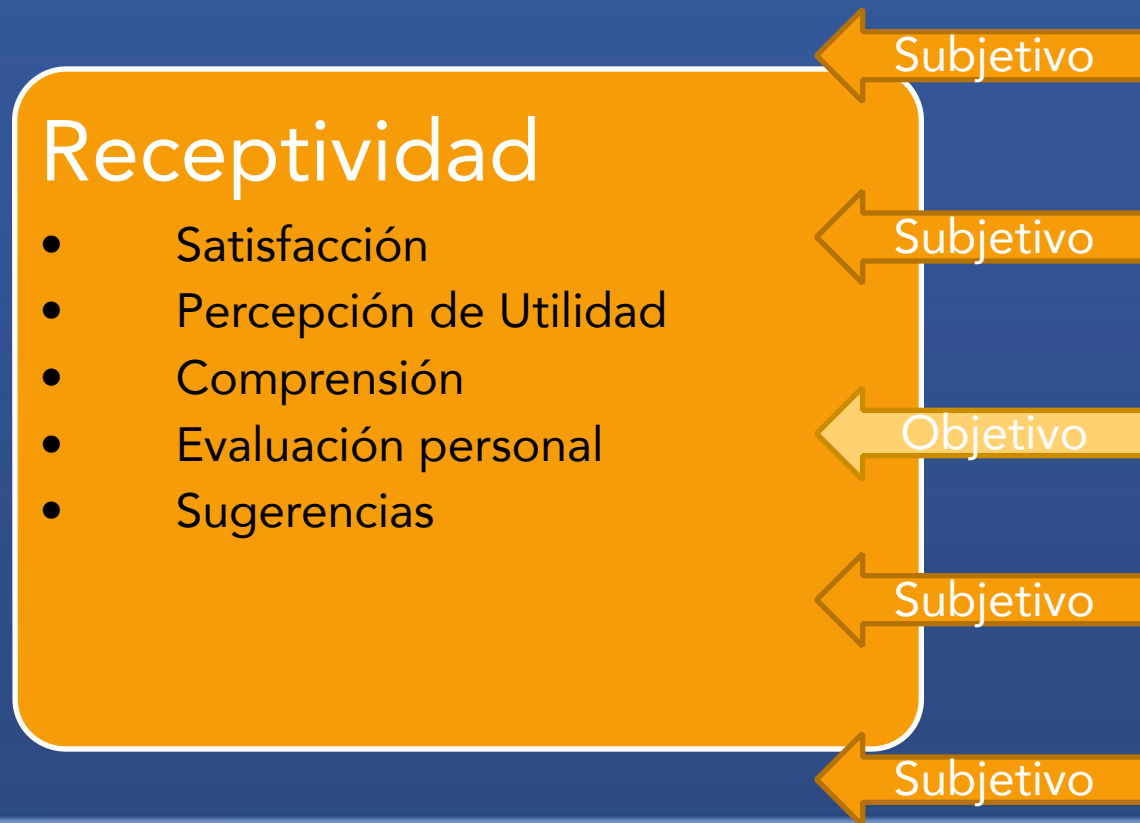 Subjetivo
Receptividad
• Satisfacción
Subjetivo
• Percepción de Utilidad
• Comprensión
• Evaluación personal
Objetivo
• Sugerencias
Subjetivo
Subjetivo